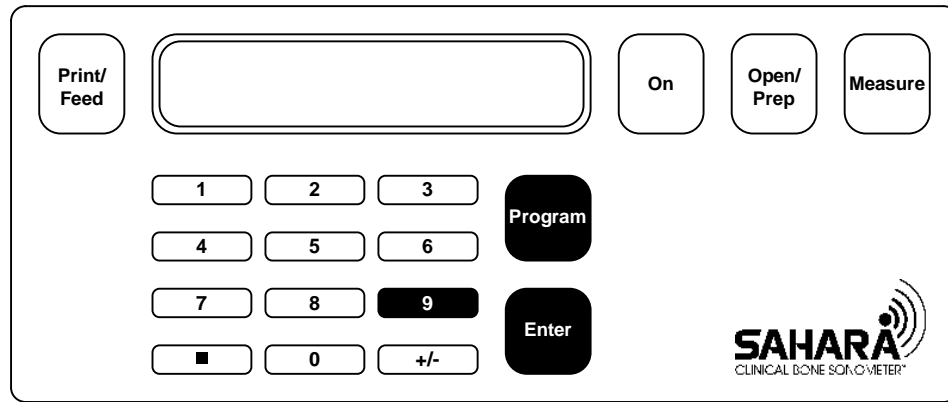 Print/
Feed
On
Open/
Prep
Measure
1 2 3
Program
4 5 6
7 8 9
Enter
0 +/-
SAHARA
CLINICAL BONE SONOMETER™